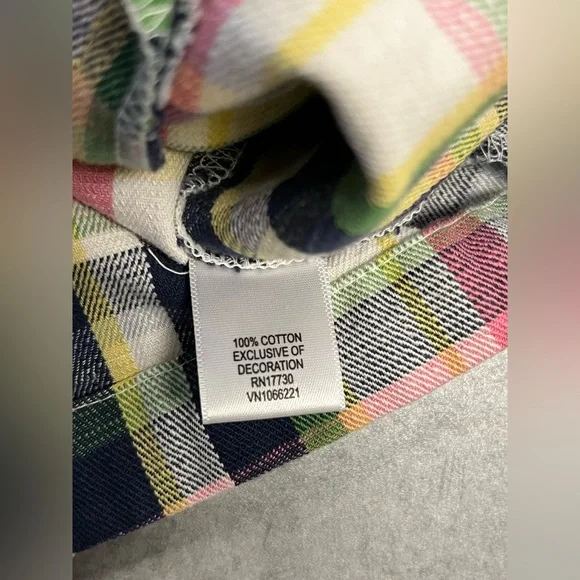 100% COTTON
EXCLUSIVE OF
DECORATION
RN17730
VN1066221